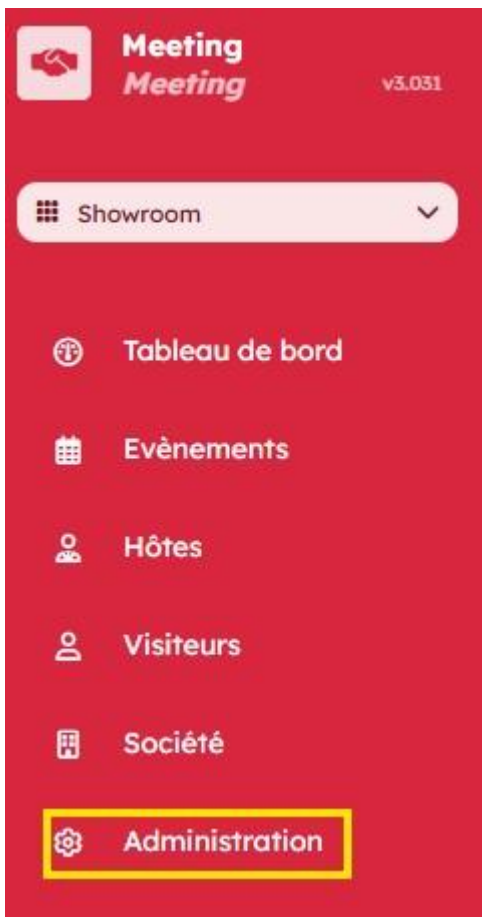 Meeting
Meeting v3.031
Showroom
Tableau de bord
Evènements
Hôtes
Visiteurs
Société
Administration